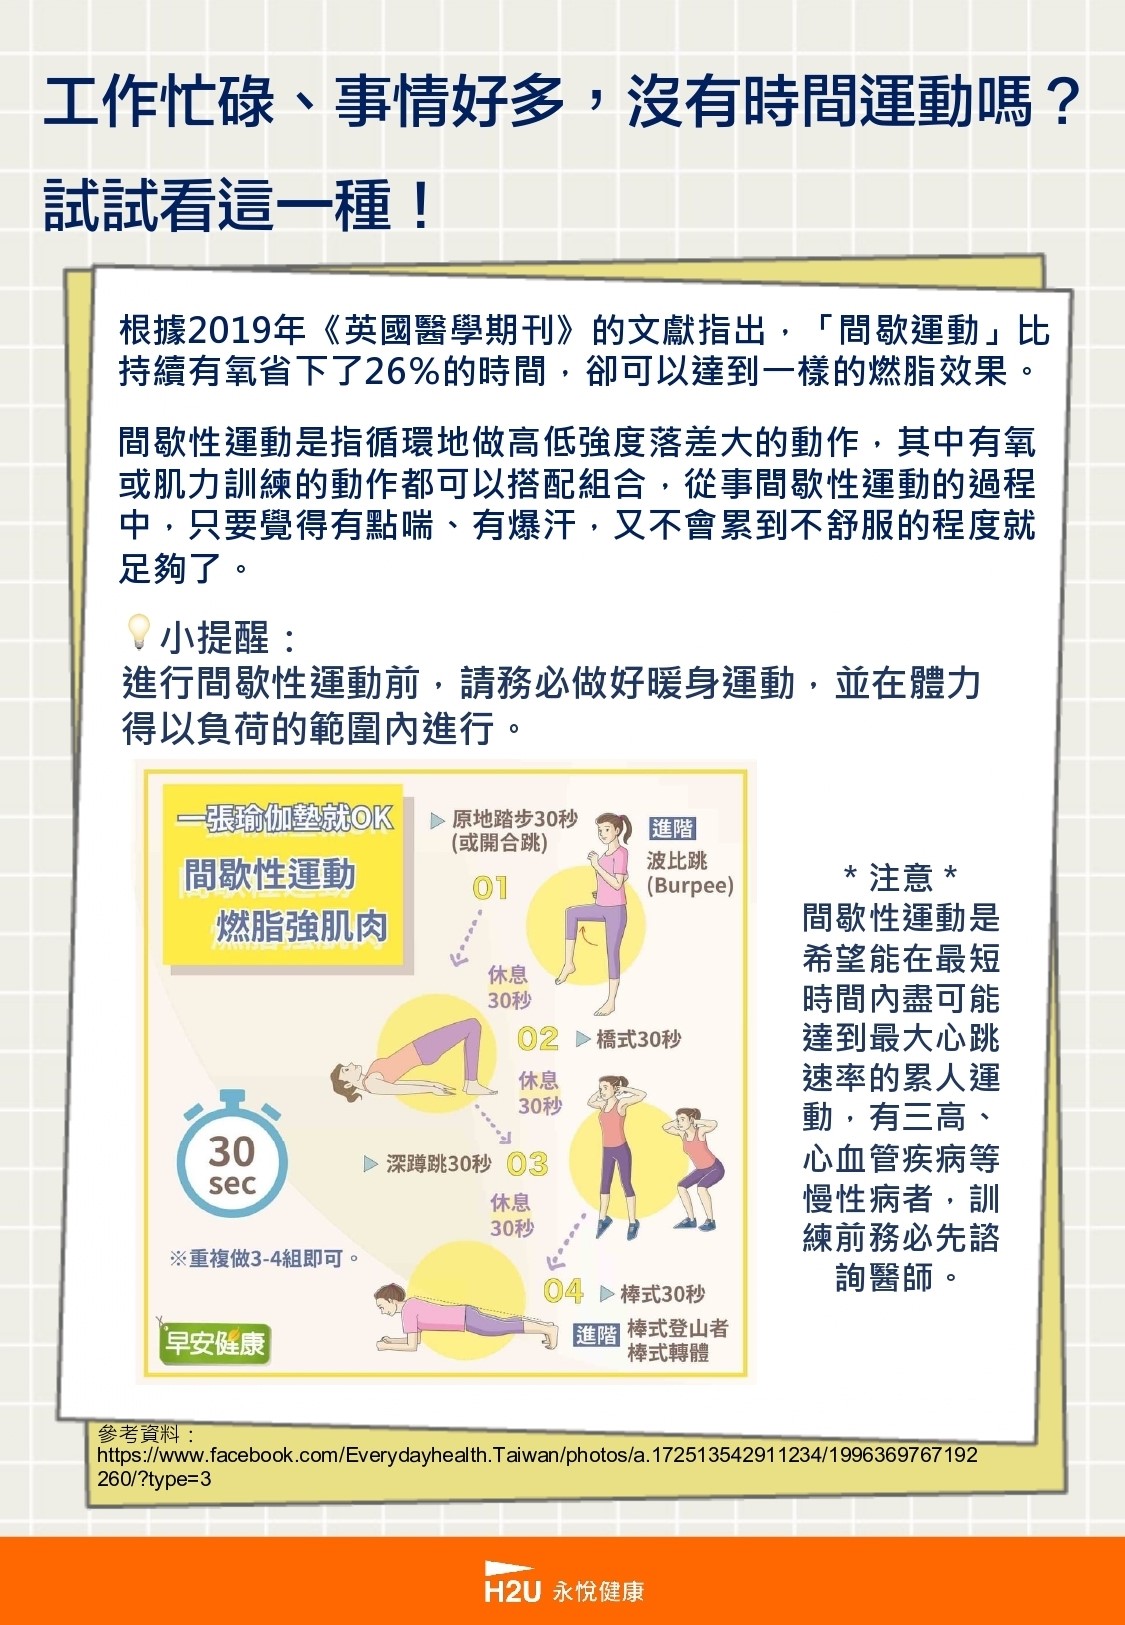 工作忙碌、事情好多，沒有時間運動嗎？
試試看這一種！
根據2019年《英國醫學期刊》的文獻指出，「間歇運動」比
持續有氧省下了26%的時間，卻可以達到一樣的燃脂效果。
間歇性運動是指循環地做高低強度落差大的動作，其中有氧
或肌力訓練的動作都可以搭配組合，從事間歇性運動的過程
中，只要覺得有點喘、有爆汗，又不會累到不舒服的程度就
足夠了。
小提醒：
進行間歇性運動前，請務必做好暖身運動，並在體力
得以負荷的範圍內進行。
一張瑜伽墊就OK
間歇性運動
燃脂強肌肉
原地踏步30秒
(或開合跳)
進階
波比跳
(Burpee)
01
休息
30秒
02
橋式30秒
休息
30秒
深蹲跳30秒
03
休息
30秒
04
棒式30秒
進階
棒式登山者
棒式轉體
30
sec
※重複做3-4組即可。
早安健康
* 注意 *
間歇性運動是
希望能在最短
時間內盡可能
達到最大心跳
速率的累人運
動，有三高、
心血管疾病等
慢性病者，訓
練前務必先諮
詢醫師。
參考資料：
https://www.facebook.com/Everydayhealth.Taiwan/photos/a.172513542911234/1996369767192
260/?type=3
H2U 永悅健康